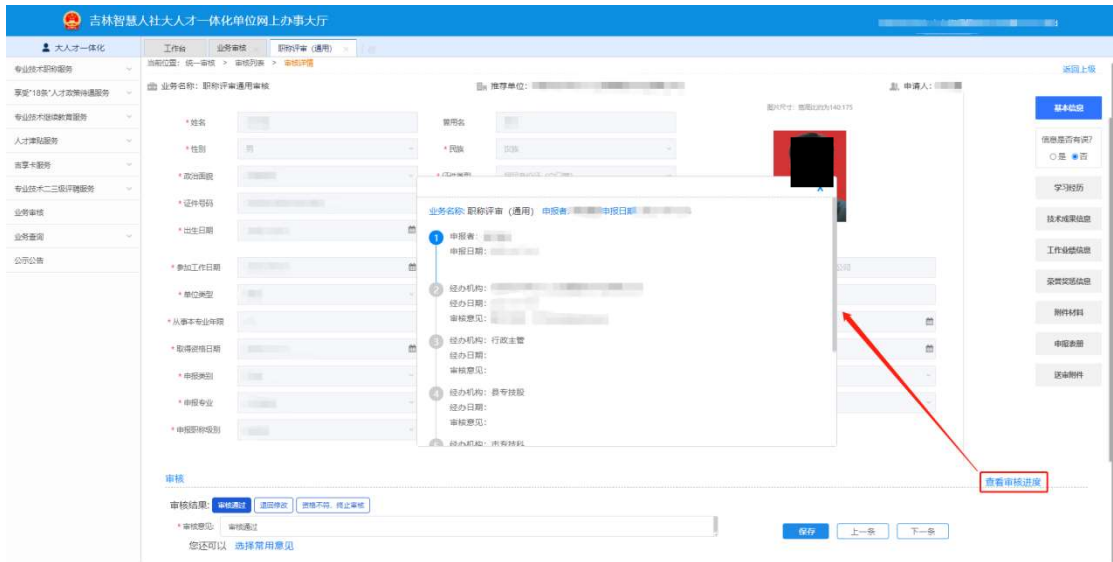 吉林智慧人社大人才一体化单位网上办事大厅
大人才一体化
工作台 业务审核 职称评审（通用）
专业技术职称服务
享受"18条"人才政策待遇服务
专业技术继续教育服务
人才津贴服务
吉享卡服务
专业技术二三级评聘服务
业务审核
业务查询
公示公告
当前位置：统一审核 > 审核列表 > 审核详情
返回上级
业务名称：职称评审通用审核 推荐单位： 申请人：
* 姓名 曾用名
* 性别 男 * 民族
* 政治面貌
* 证件号码
* 出生日期
* 参加工作日期
* 单位类型
* 从事本专业年限
* 取得资格日期
* 申报类别
* 申报专业
* 申报职称级别
业务名称: 职称评审（通用） 申报者: 申报日期:
1 申报者：
申报日期：
2 经办机构：
经办日期：
审核意见：
3 经办机构：行政主管
经办日期：
审核意见：
4 经办机构：县专技股
经办日期：
审核意见：
经办机构：市专技科
基本信息
信息是否有误?
是 否
学习经历
技术成果信息
工作业绩信息
荣誉奖惩信息
附件材料
申报表册
送审附件
查看审核进度
审核
审核结果: 审核通过 退回修改 资格不符、终止审核
* 审核意见: 审核通过
您还可以 选择常用意见
保存 上一条 下一条